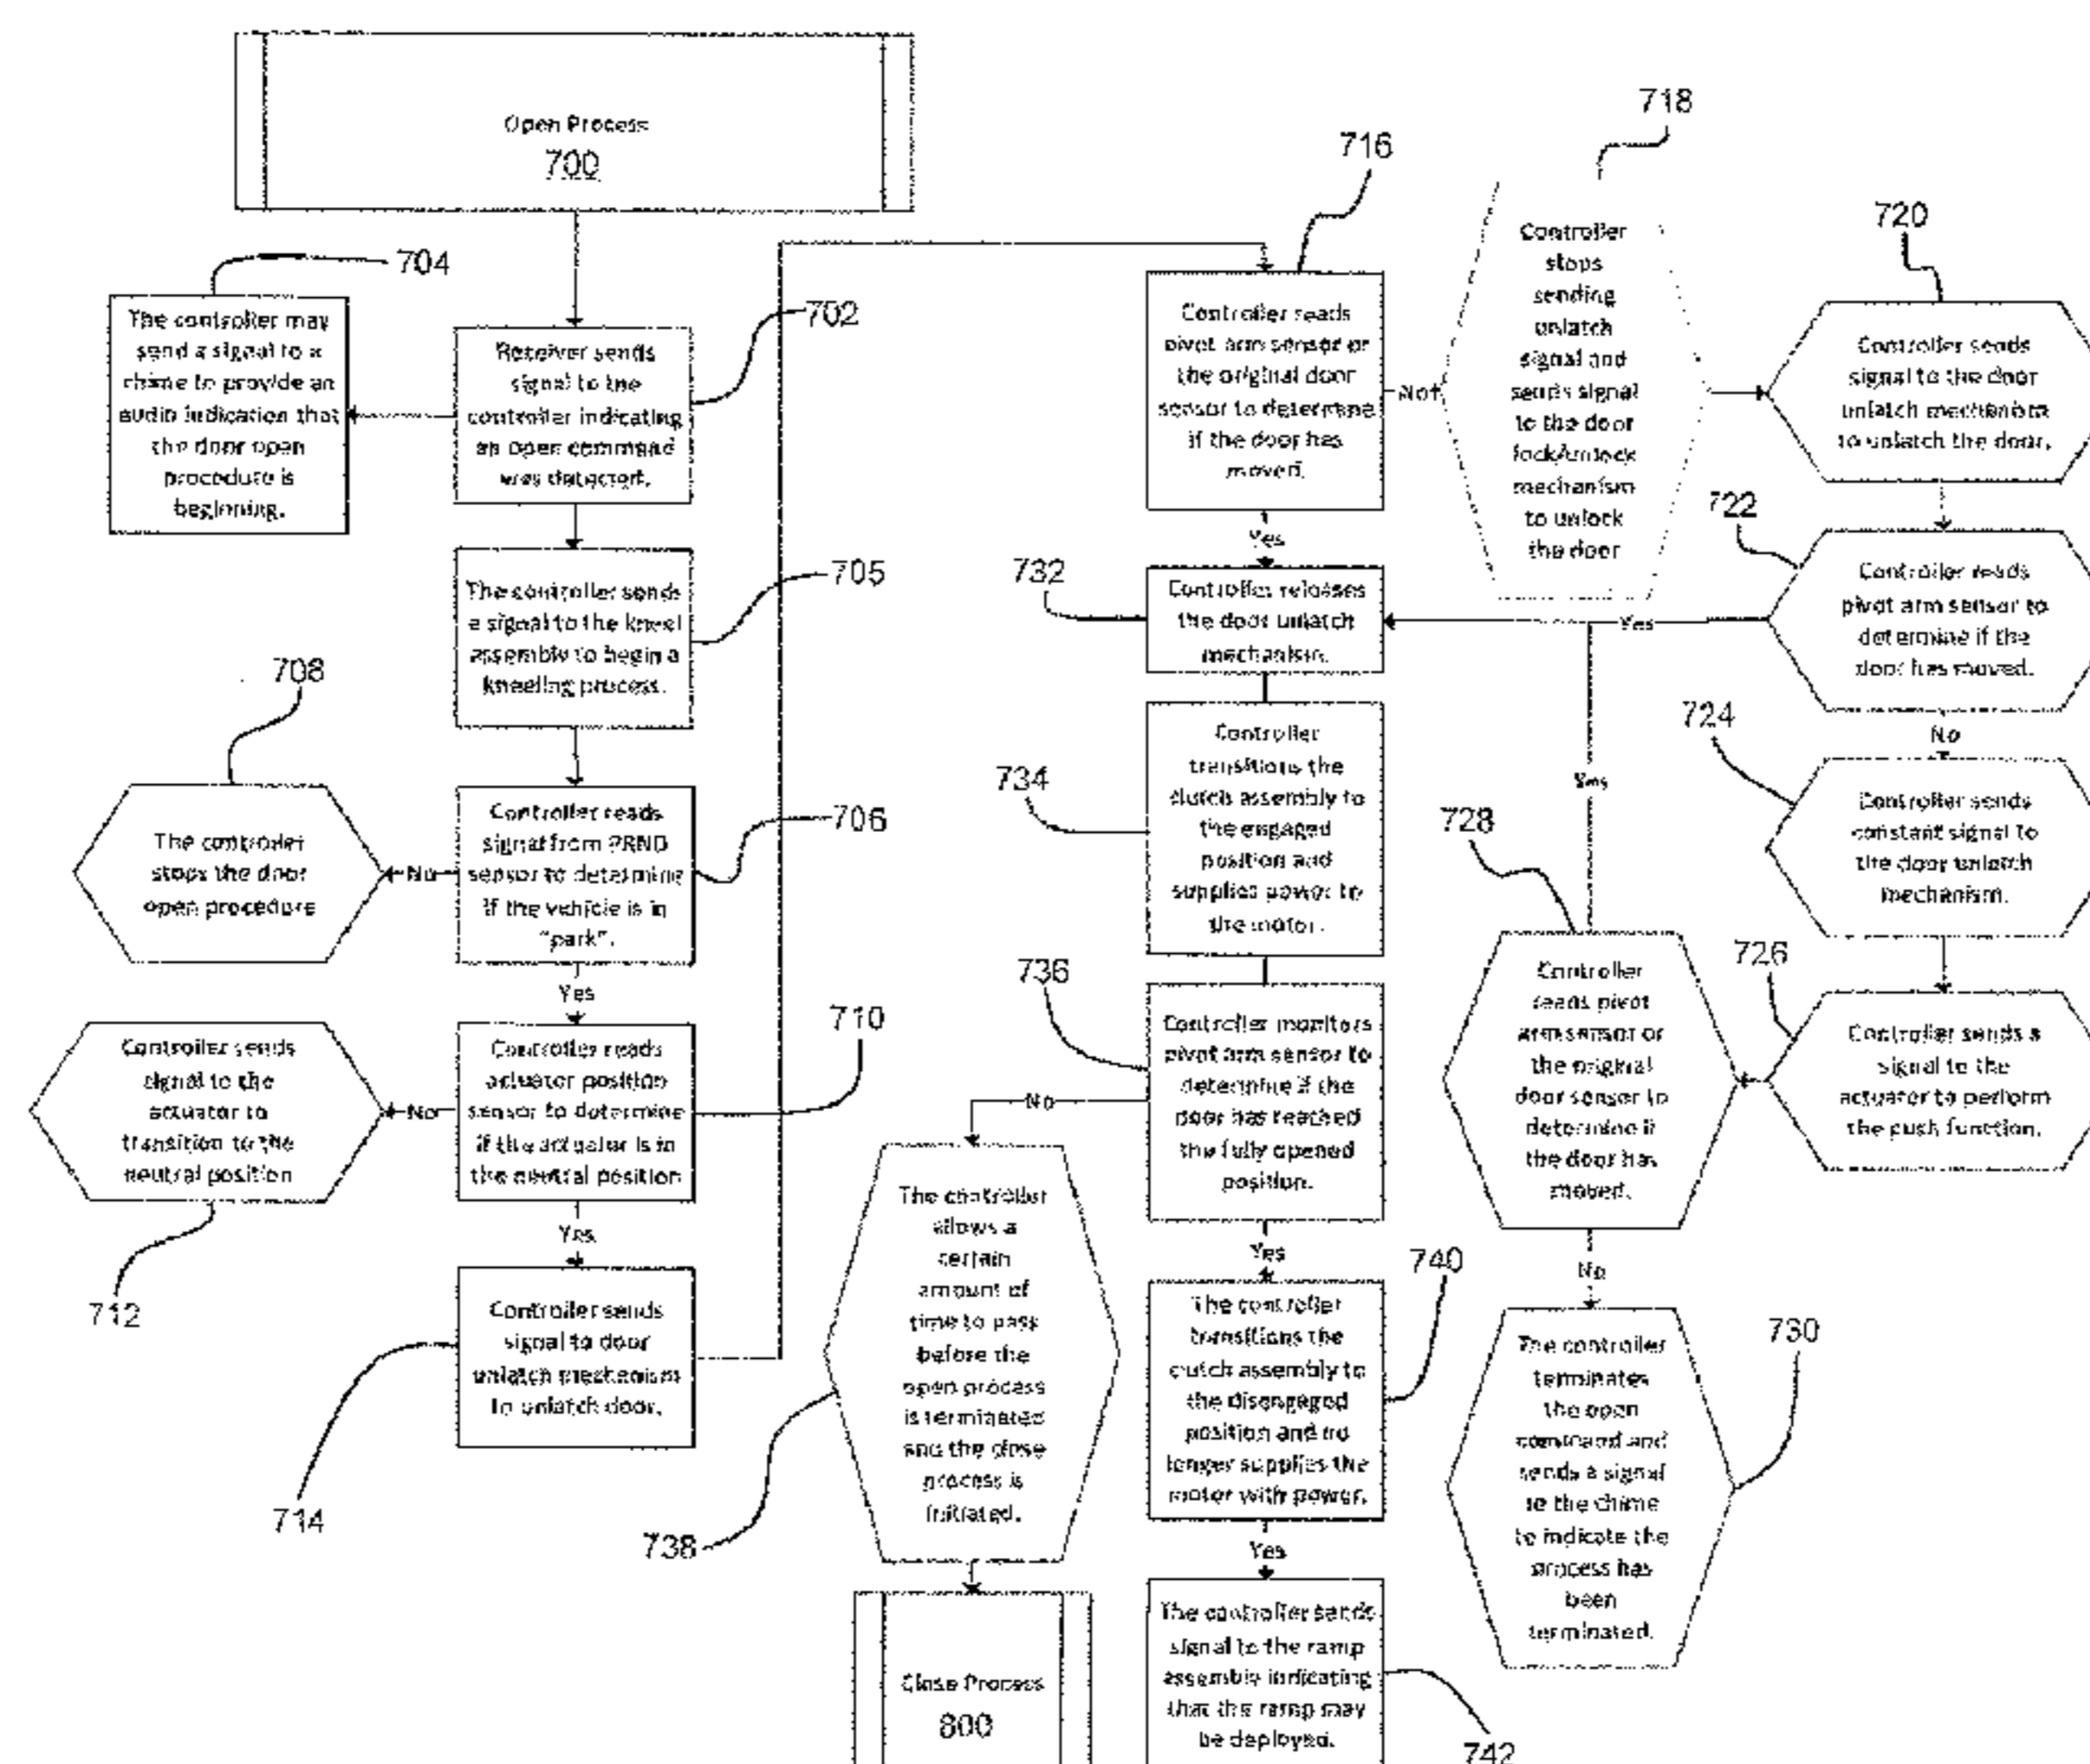 Open Process
700
704
The controller may
send a signal to a
chime to provide an
audio indication that
the door open
procedure is
beginning.
702
Receiver sends
signal to the
controller indicating
an open command
was detected.
705
The controller sends
a signal to the kneel
assembly to begin a
kneeling process.
708
The controller
stops the door
open procedure
No
706
Controller reads
signal from PRND
sensor to determine
if the vehicle is in
"park".
Yes
710
Controller sends
signal to the
actuator to
transition to the
neutral position
712
No
Controller reads
actuator position
sensor to determine
if the actuator is in
the neutral position
Yes
Controller sends
signal to door
unlatch mechanism
to unlatch door.
714
716
Controller reads
pivot arm sensor or
the original door
sensor to determine
if the door has
moved.
No
Yes
718
Controller
stops
sending
unlatch
signal and
sends signal
to the door
lock/unlock
mechanism
to unlock
the door
720
Controller sends
signal to the door
unlatch mechanism
to unlatch the door.
722
Controller reads
pivot arm sensor to
determine if the
door has moved.
Yes
No
732
Controller releases
the door unlatch
mechanism.
724
Controller sends
constant signal to
the door unlatch
mechanism.
734
Controller
transitions the
clutch assembly to
the engaged
position and
supplies power to
the motor.
Yes
728
Controller
reads pivot
arm sensor or
the original
door sensor to
determine if
the door has
moved.
No
726
Controller sends a
signal to the
actuator to perform
the push function.
736
Controller monitors
pivot arm sensor to
determine if the
door has reached
the fully opened
position.
No
Yes
The controller
allows a
certain
amount of
time to pass
before the
open process
is terminated
and the close
process is
initiated.
738
740
The controller
transitions the
clutch assembly to
the disengaged
position and no
longer supplies the
motor with power.
Yes
730
The controller
terminates
the open
command and
sends a signal
to the chime
to indicate the
process has
been
terminated.
Close Process
800
The controller sends
signal to the ramp
assembly indicating
that the ramp may
be deployed.
742